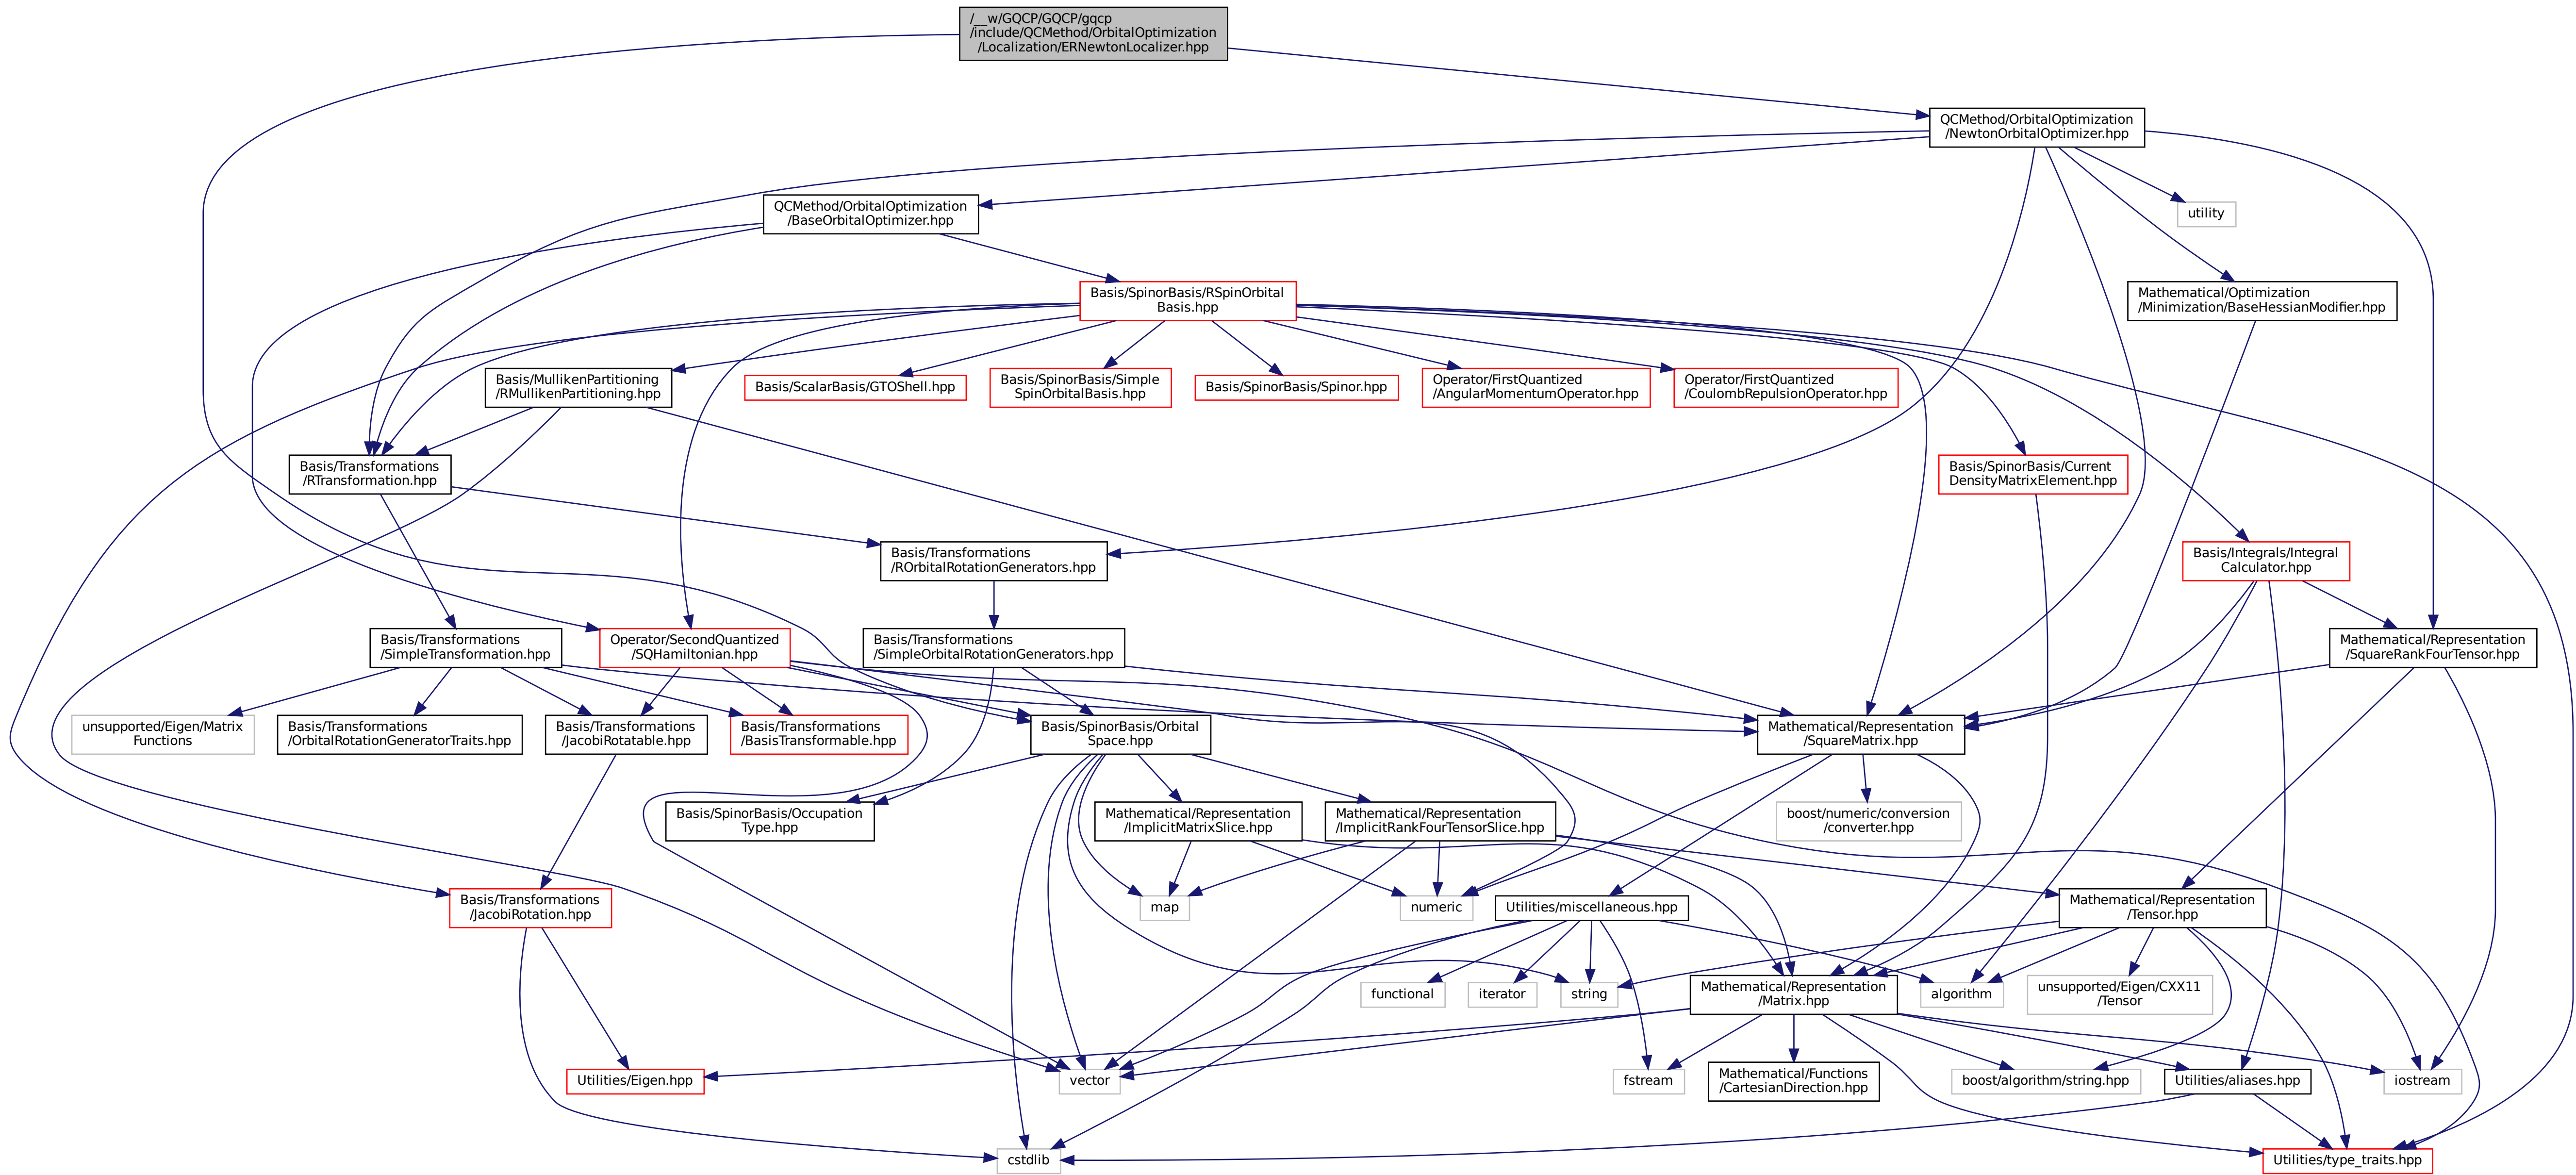 /__w/GQCP/GQCP/gqcp
/include/QCMethod/OrbitalOptimization
/Localization/ERNewtonLocalizer.hpp
QCMethod/OrbitalOptimization
/NewtonOrbitalOptimizer.hpp
QCMethod/OrbitalOptimization
/BaseOrbitalOptimizer.hpp
utility
Basis/SpinorBasis/RSpinOrbital
Basis.hpp
Mathematical/Optimization
/Minimization/BaseHessianModifier.hpp
Basis/MullikenPartitioning
/RMullikenPartitioning.hpp
Basis/ScalarBasis/GTOShell.hpp
Basis/SpinorBasis/Simple
SpinOrbitalBasis.hpp
Basis/SpinorBasis/Spinor.hpp
Operator/FirstQuantized
/AngularMomentumOperator.hpp
Operator/FirstQuantized
/CoulombRepulsionOperator.hpp
Basis/Transformations
/RTransformation.hpp
Basis/SpinorBasis/Current
DensityMatrixElement.hpp
Basis/Transformations
/ROrbitalRotationGenerators.hpp
Basis/Integrals/Integral
Calculator.hpp
Basis/Transformations
/SimpleTransformation.hpp
Operator/SecondQuantized
/SQHamiltonian.hpp
Basis/Transformations
/SimpleOrbitalRotationGenerators.hpp
Mathematical/Representation
/SquareRankFourTensor.hpp
unsupported/Eigen/Matrix
Functions
Basis/Transformations
/OrbitalRotationGeneratorTraits.hpp
Basis/Transformations
/JacobiRotatable.hpp
Basis/Transformations
/BasisTransformable.hpp
Basis/SpinorBasis/Orbital
Space.hpp
Mathematical/Representation
/SquareMatrix.hpp
Basis/SpinorBasis/Occupation
Type.hpp
Mathematical/Representation
/ImplicitMatrixSlice.hpp
Mathematical/Representation
/ImplicitRankFourTensorSlice.hpp
boost/numeric/conversion
/converter.hpp
Basis/Transformations
/JacobiRotation.hpp
map
numeric
Utilities/miscellaneous.hpp
Mathematical/Representation
/Tensor.hpp
functional
iterator
string
Mathematical/Representation
/Matrix.hpp
algorithm
unsupported/Eigen/CXX11
/Tensor
Utilities/Eigen.hpp
vector
fstream
Mathematical/Functions
/CartesianDirection.hpp
boost/algorithm/string.hpp
Utilities/aliases.hpp
iostream
cstdlib
Utilities/type_traits.hpp